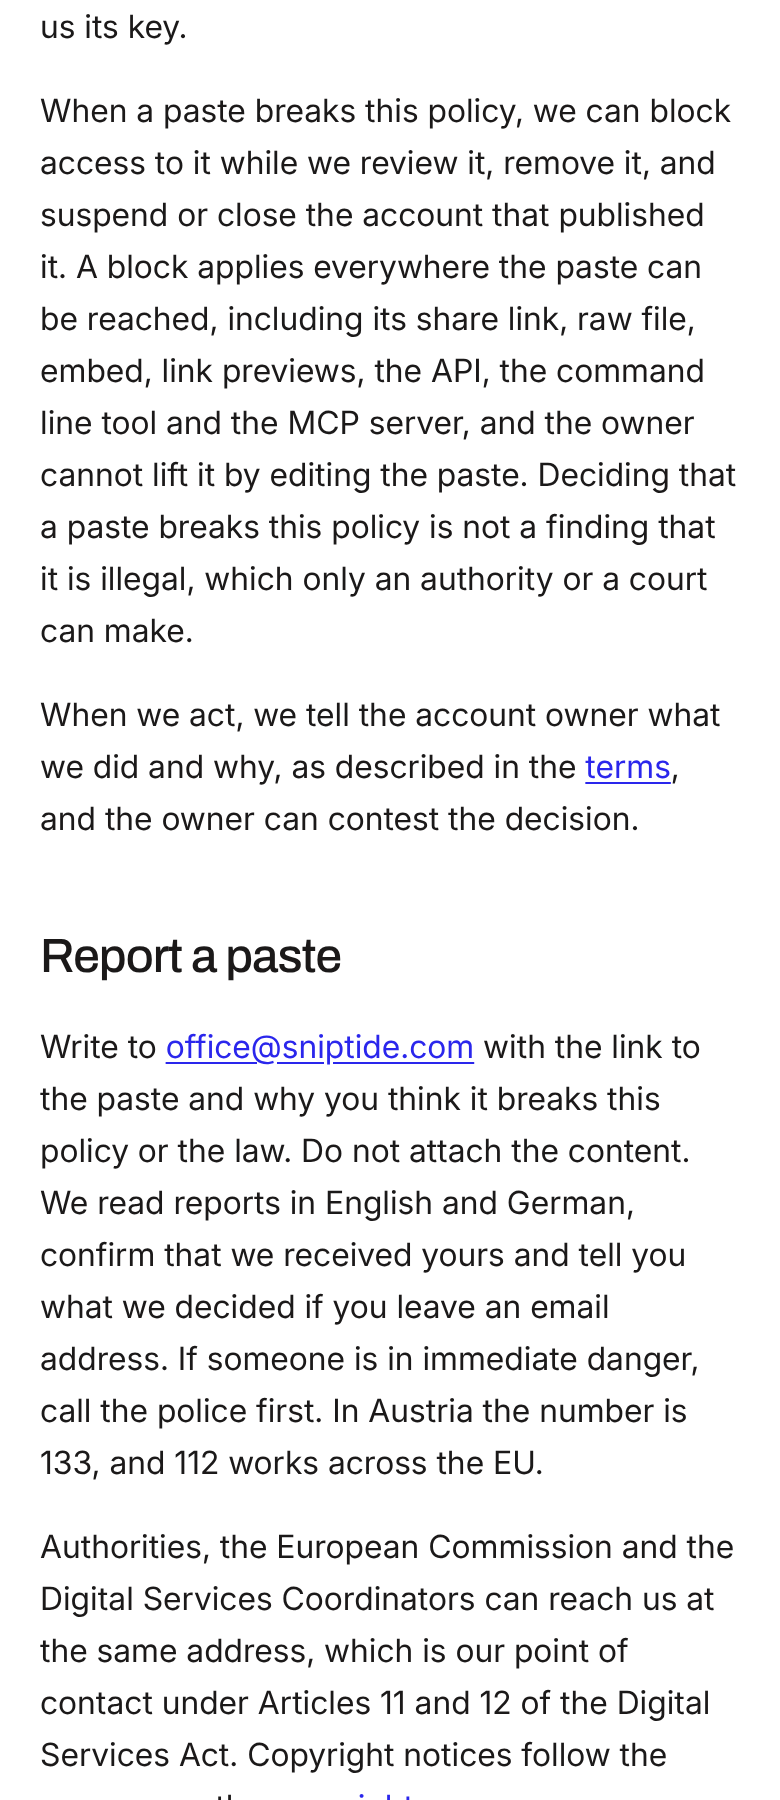 us its key.
When a paste breaks this policy, we can block
access to it while we review it, remove it, and
suspend or close the account that published
it. A block applies everywhere the paste can
be reached, including its share link, raw file,
embed, link previews, the API, the command
line tool and the MCP server, and the owner
cannot lift it by editing the paste. Deciding that
a paste breaks this policy is not a finding that
it is illegal, which only an authority or a court
can make.
When we act, we tell the account owner what
we did and why, as described in the terms,
and the owner can contest the decision.
Report a paste
Write to office@sniptide.com with the link to
the paste and why you think it breaks this
policy or the law. Do not attach the content.
We read reports in English and German,
confirm that we received yours and tell you
what we decided if you leave an email
address. If someone is in immediate danger,
call the police first. In Austria the number is
133, and 112 works across the EU.
Authorities, the European Commission and the
Digital Services Coordinators can reach us at
the same address, which is our point of
contact under Articles 11 and 12 of the Digital
Services Act. Copyright notices follow the